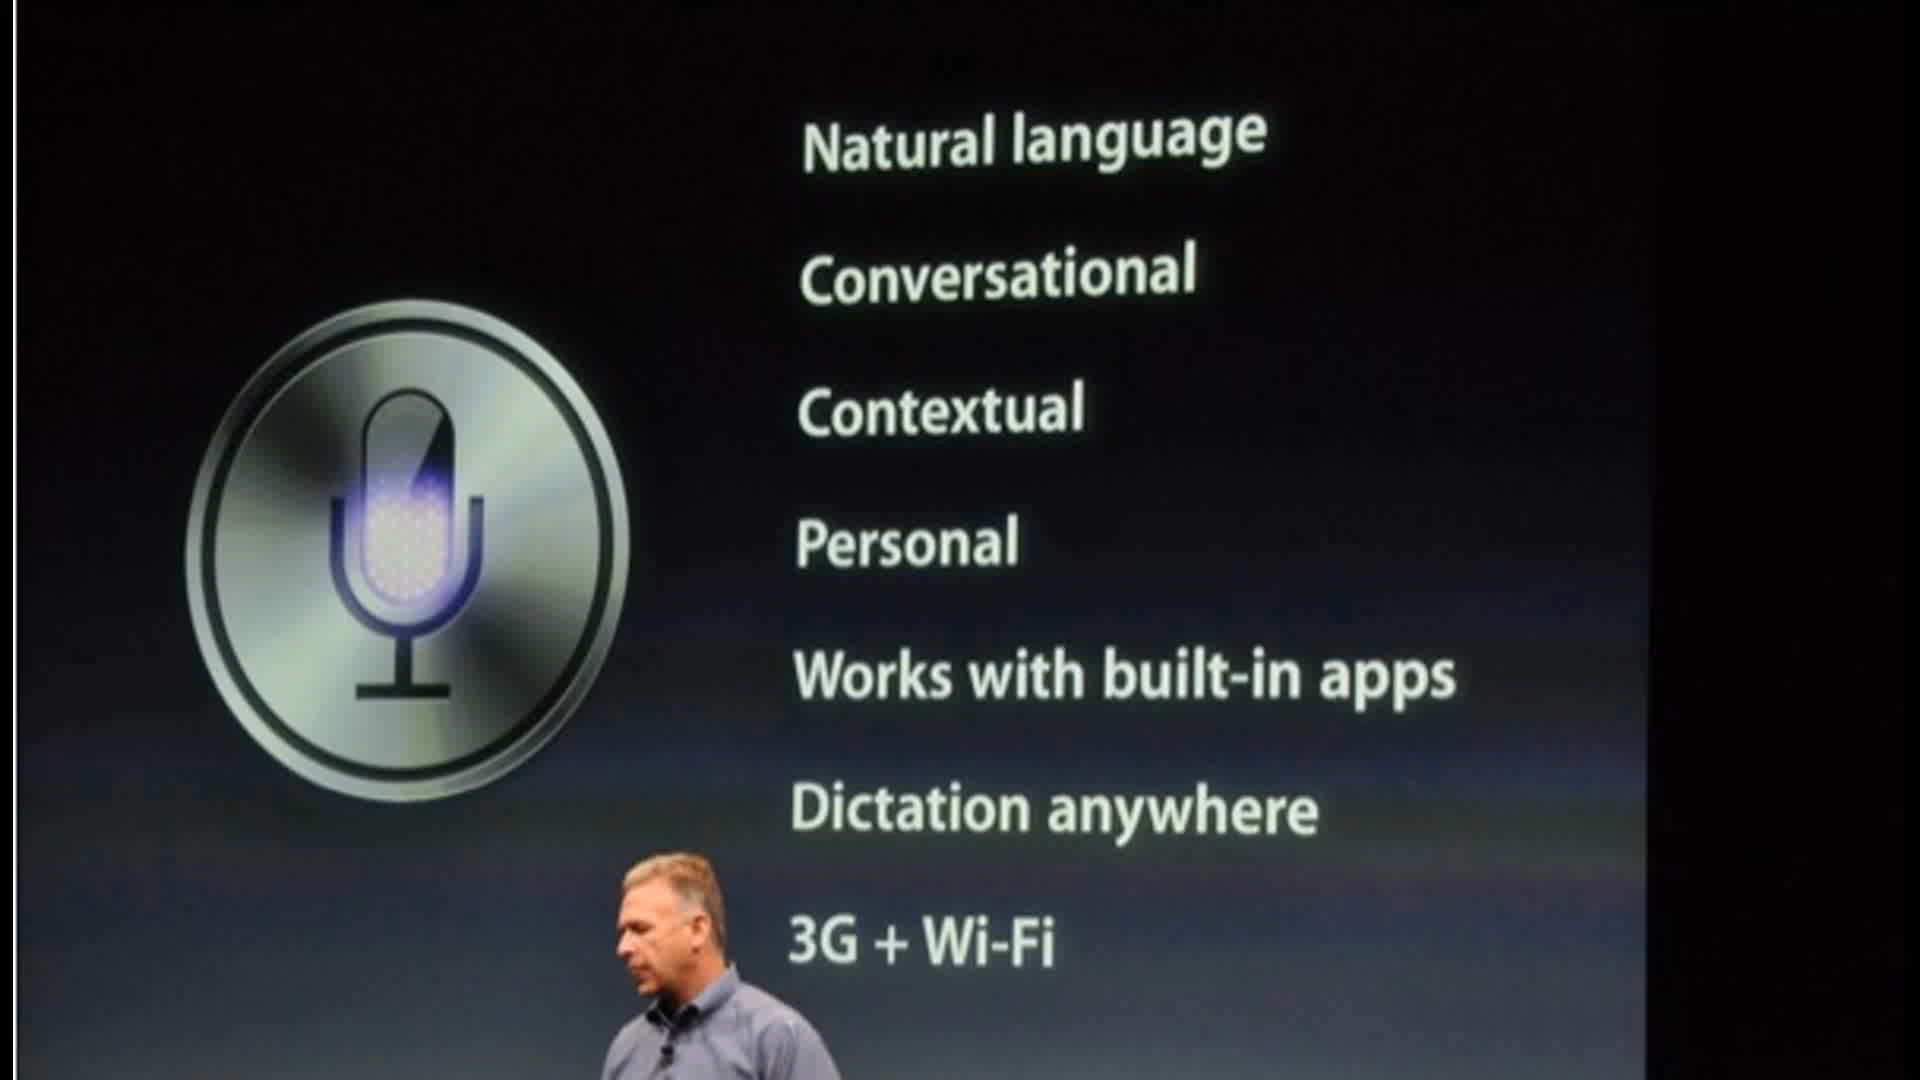 Natural language
Conversational
Contextual
Personal
Works with built-in apps
Dictation anywhere
3G + Wi-Fi